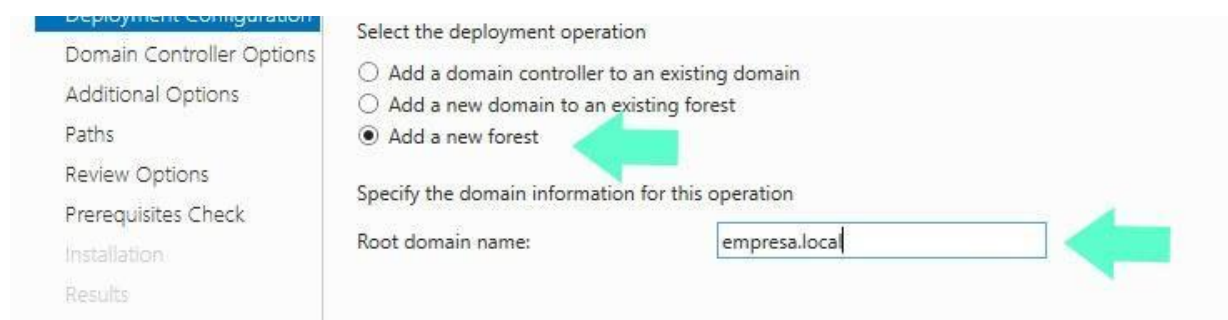 Deployment Configuration
Domain Controller Options
Additional Options
Paths
Review Options
Prerequisites Check
Installation
Results
Select the deployment operation
Add a domain controller to an existing domain
Add a new domain to an existing forest
Add a new forest
Specify the domain information for this operation
Root domain name:
empresa.local